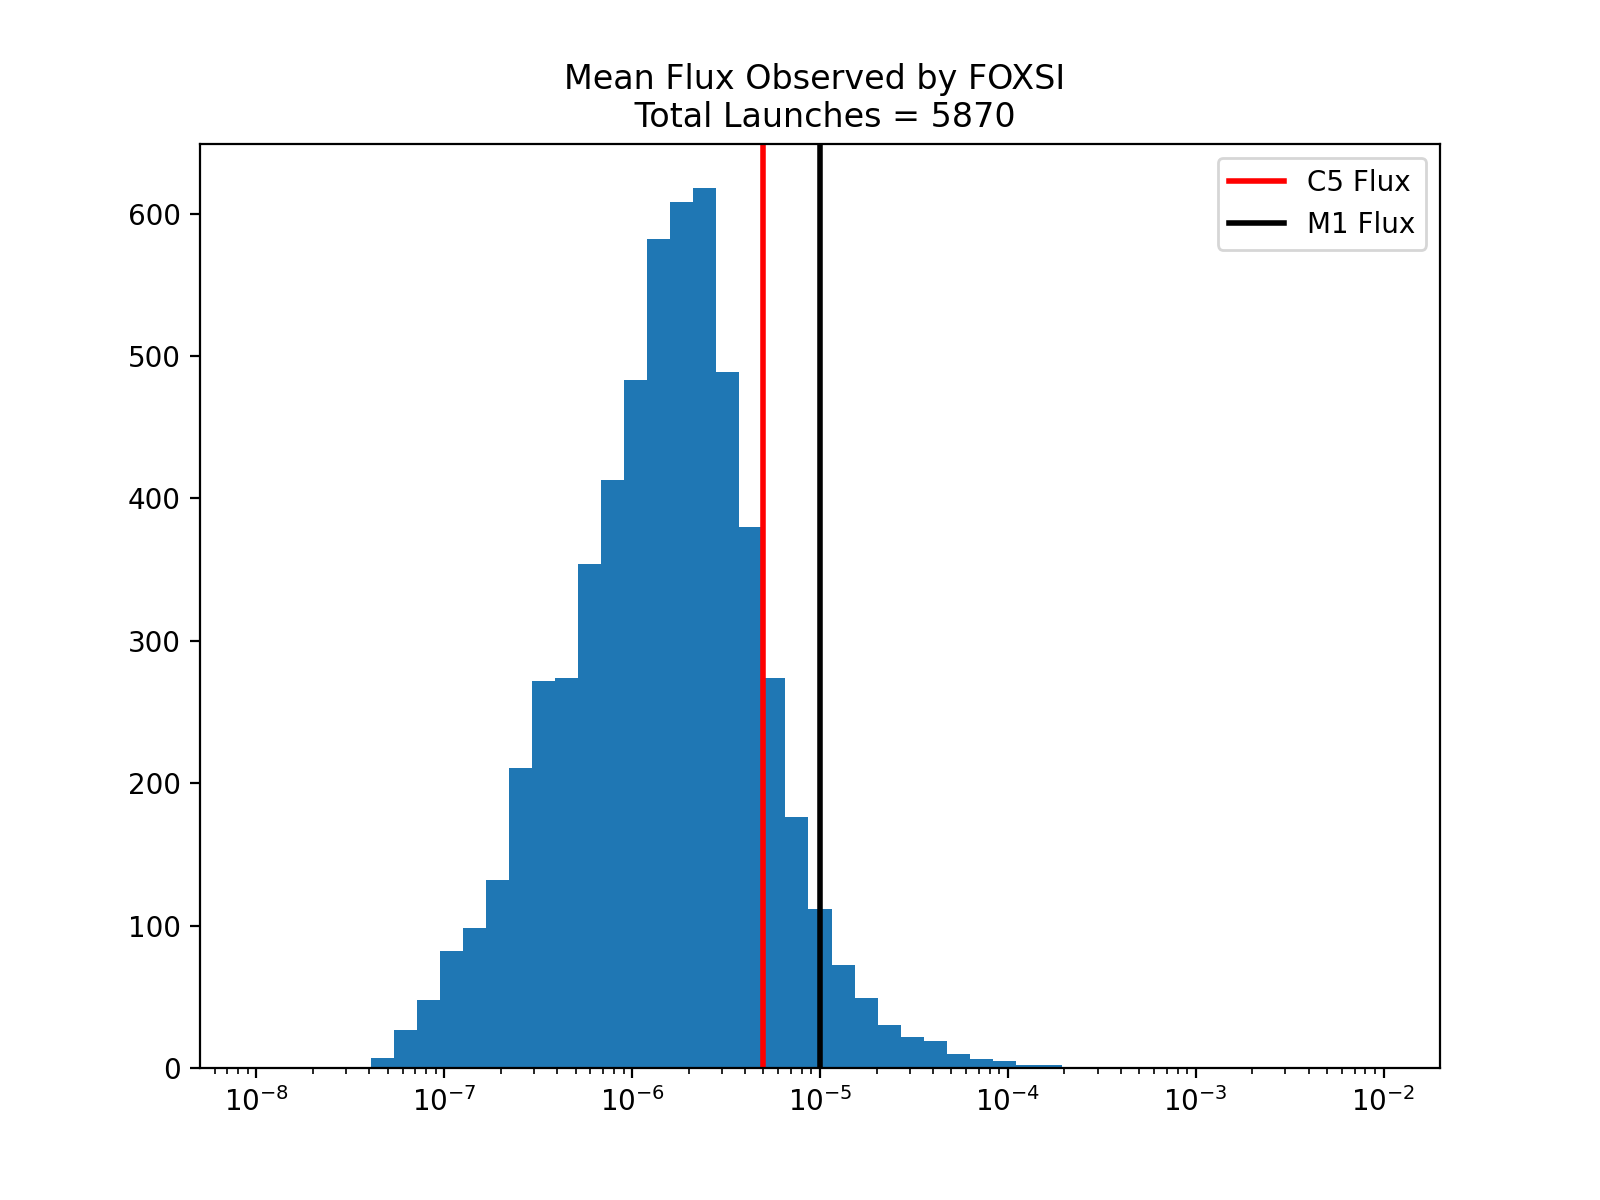 Mean Flux Observed by FOXSI
Total Launches = 5870
C5 Flux
M1 Flux
600
500
400
300
200
100
0
10⁻⁸ 10⁻⁷ 10⁻⁶ 10⁻⁵ 10⁻⁴ 10⁻³ 10⁻²